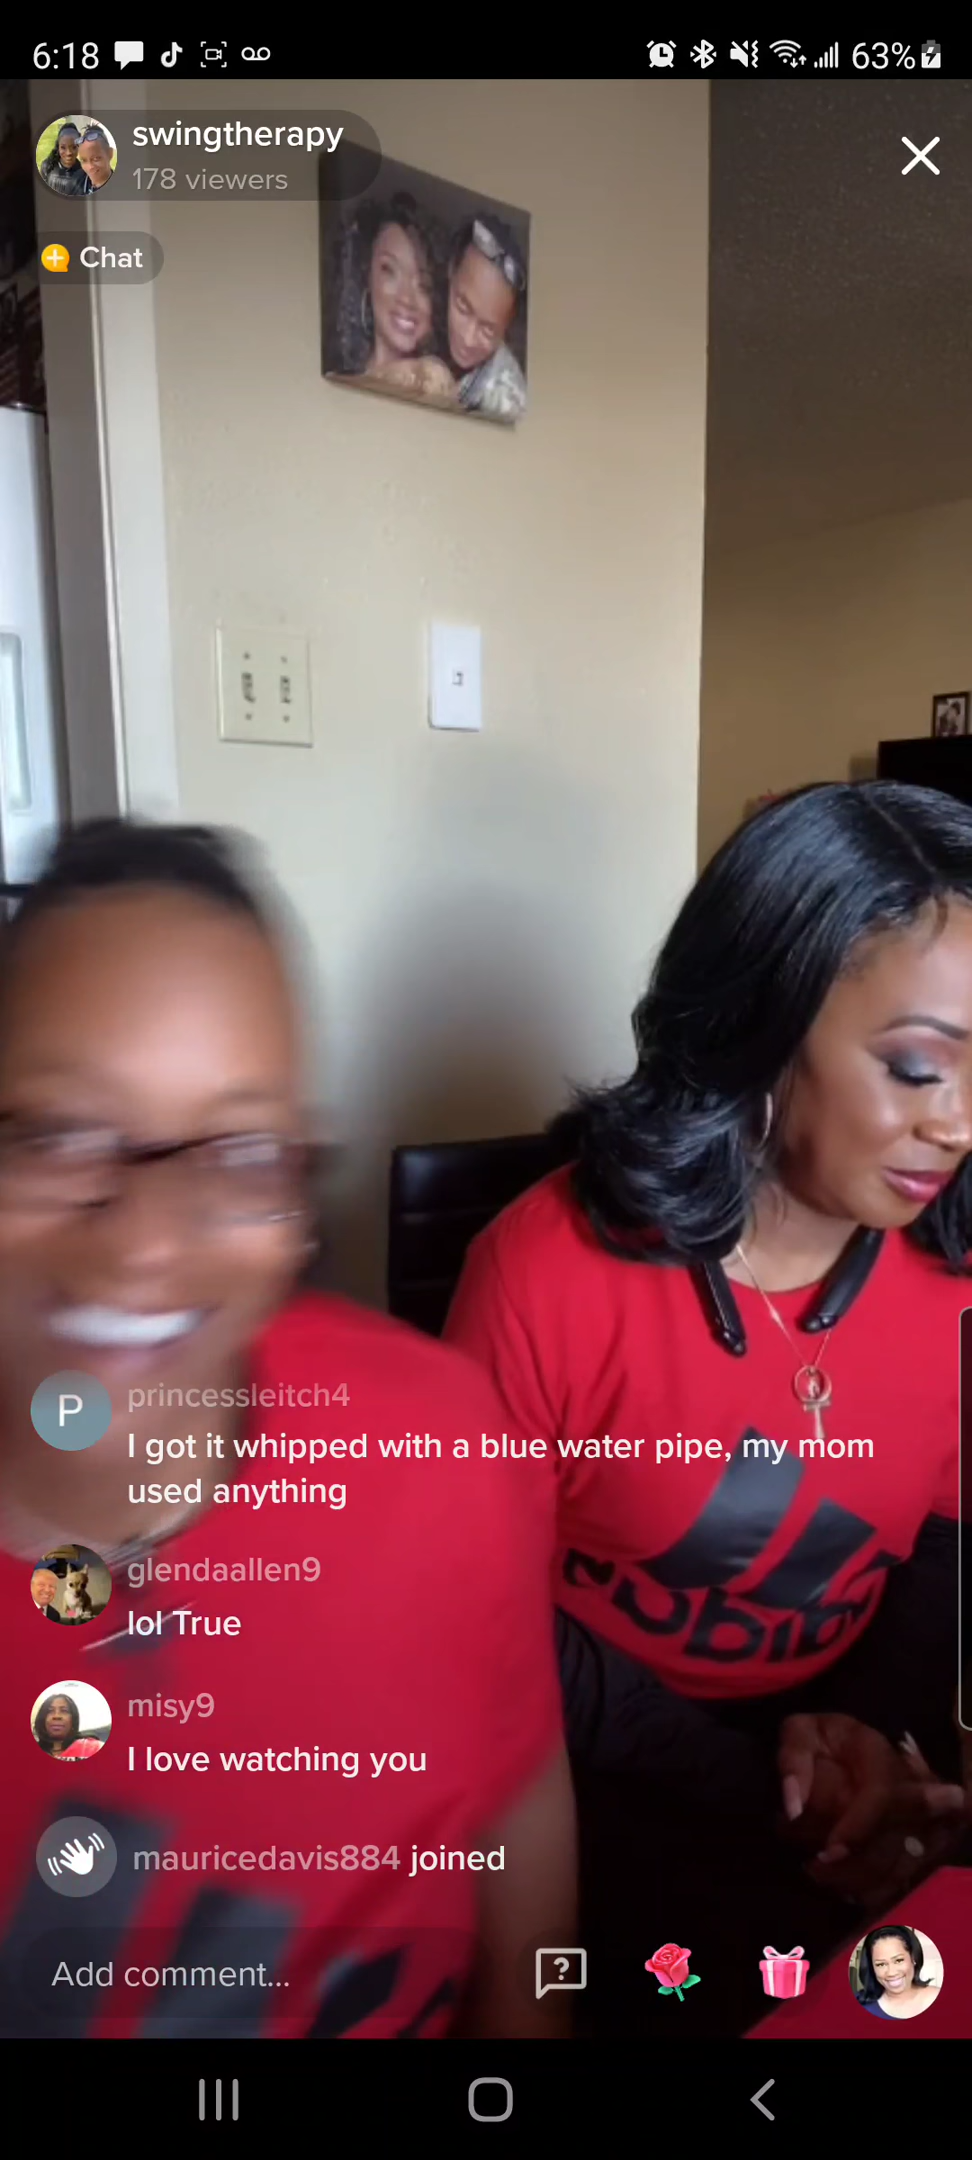 6:18
63%
swingtherapy
178 viewers
Chat
princessleitch4
I got it whipped with a blue water pipe, my mom
used anything
P
glendaallen9
lol True
misy9
I love watching you
mauricedavis884 joined
Add comment...
?